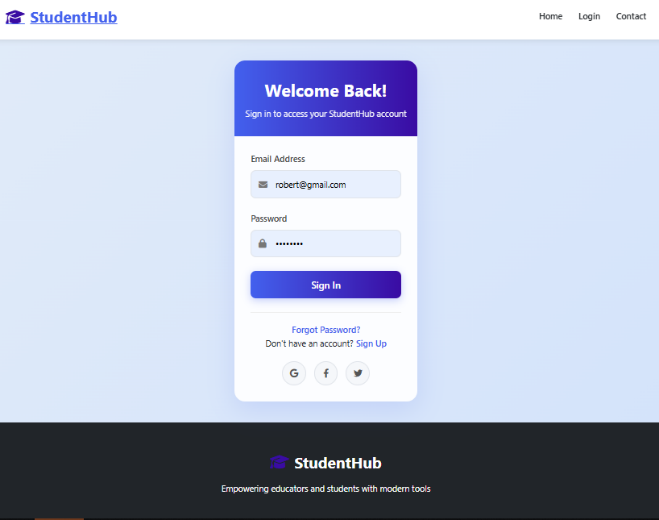 StudentHub
Home Login Contact
Welcome Back!
Sign in to access your StudentHub account
Email Address
robert@gmail.com
Password
••••••••
Sign In
Forgot Password?
Don't have an account? Sign Up
StudentHub
Empowering educators and students with modern tools